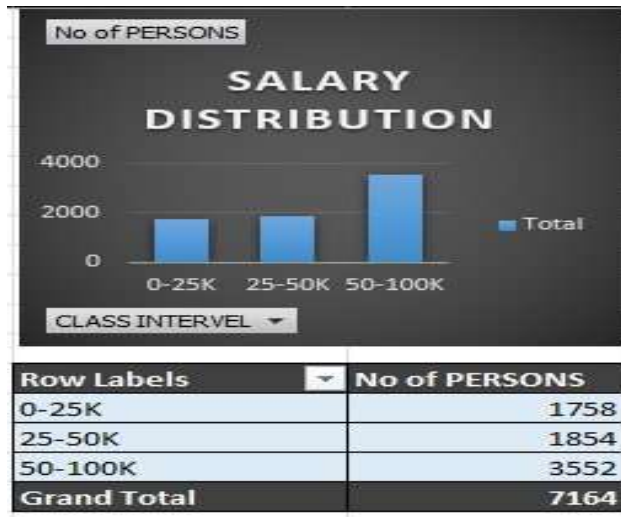 No of PERSONS
SALARY
DISTRIBUTION
4000
2000
0
Total
0-25K 25-50K 50-100K
CLASS INTERVEL
Row Labels No of PERSONS
0-25K 1758
25-50K 1854
50-100K 3552
Grand Total 7164